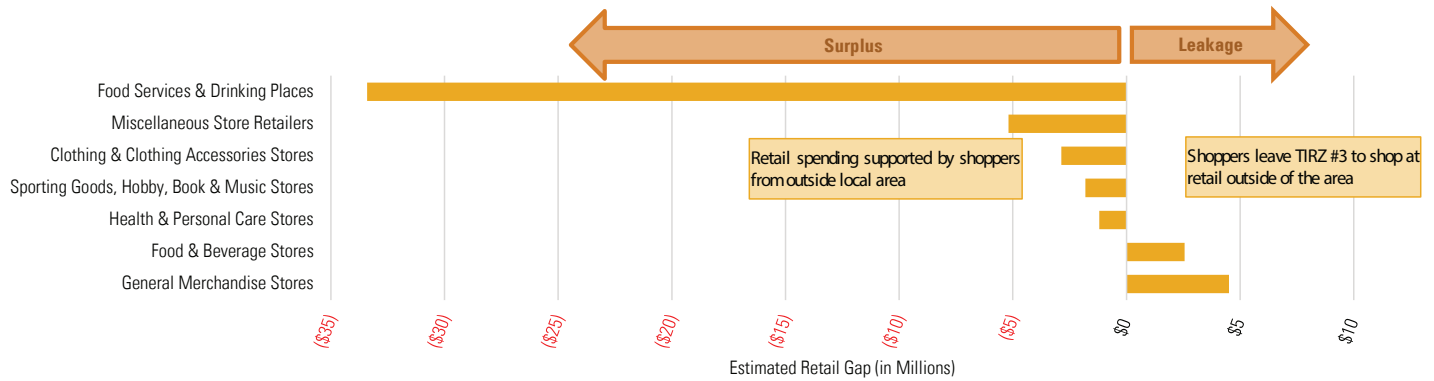 Surplus
Leakage
Food Services & Drinking Places
Miscellaneous Store Retailers
Clothing & Clothing Accessories Stores
Sporting Goods, Hobby, Book & Music Stores
Health & Personal Care Stores
Food & Beverage Stores
General Merchandise Stores
Retail spending supported by shoppers
from outside local area
Shoppers leave TIRZ #3 to shop at
retail outside of the area
($35)
($30)
($25)
($20)
($15)
($10)
($5)
$0
$5
$10
Estimated Retail Gap (in Millions)